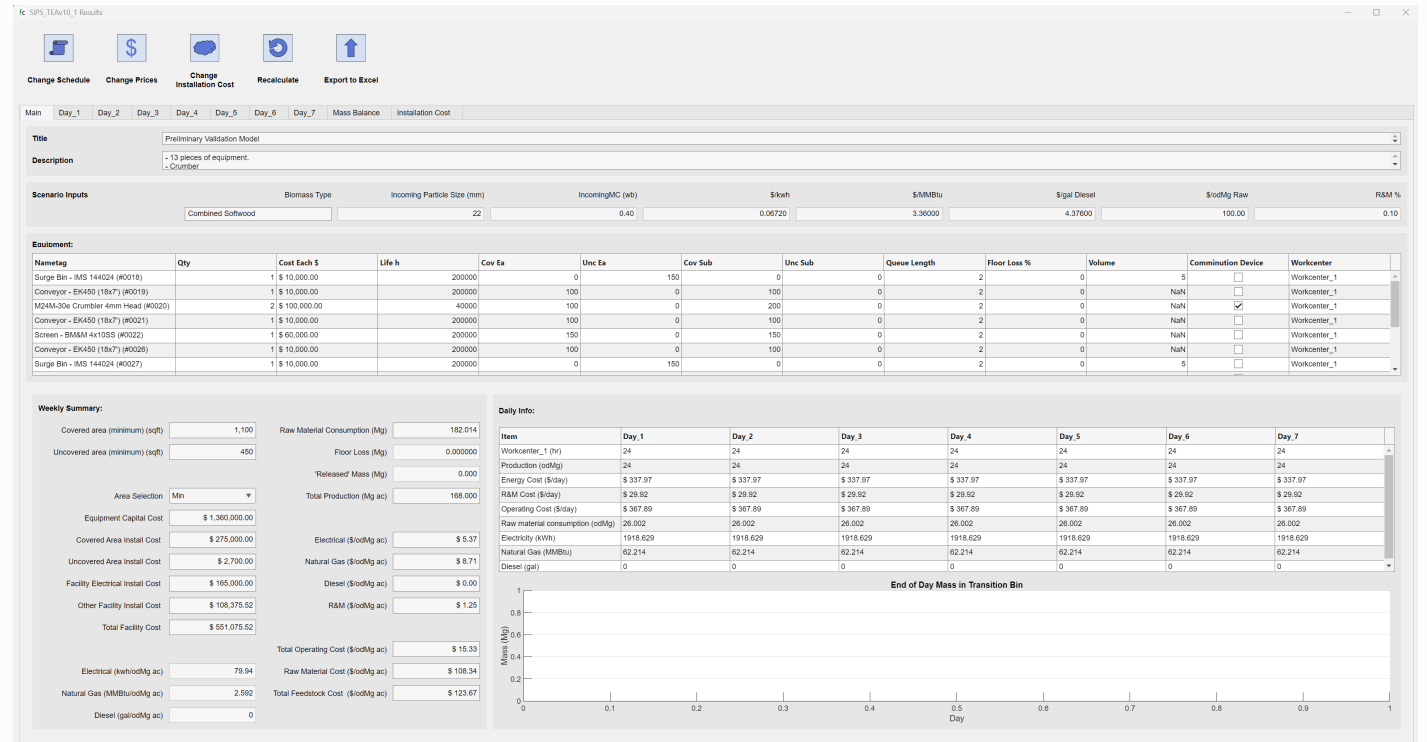 fc SiPS_TEAv10_1 Results
Change Schedule
Change Prices
Change
Installation Cost
Recalculate
Export to Excel
Main Day_1 Day_2 Day_3 Day_4 Day_5 Day_6 Day_7 Mass Balance Installation Cost
Title Preliminary Validation Model
Description - 13 pieces of equipment.
- Crumber
Scenario Inputs Biomass Type Incoming Particle Size (mm) IncomingMC (wb) $/kwh $/MMBtu $/gal Diesel $/odMg Raw R&M %
Combined Softwood 22 0.40 0.06720 3.36000 4.37600 100.00 0.10
Equipment:
Nametag Qty Cost Each $ Life h Cov Ea Unc Ea Cov Sub Unc Sub Queue Length Floor Loss % Volume Comminution Device Workcenter
Surge Bin - IMS 144024 (#0018) 1 $ 10,000.00 200000 0 150 0 0 2 0 5 Workcenter_1
Conveyor - EK450 (18x7') (#0019) 1 $ 10,000.00 200000 100 0 100 0 2 0 NaN Workcenter_1
M24M-30e Crumbler 4mm Head (#0020) 2 $ 100,000.00 40000 100 0 200 0 2 0 NaN Workcenter_1
Conveyor - EK450 (18x7') (#0021) 1 $ 10,000.00 200000 100 0 100 0 2 0 NaN Workcenter_1
Screen - BM&M 4x10SS (#0022) 1 $ 60,000.00 200000 150 0 150 0 2 0 NaN Workcenter_1
Conveyor - EK450 (18x7') (#0026) 1 $ 10,000.00 200000 100 0 100 0 2 0 NaN Workcenter_1
Surge Bin - IMS 144024 (#0027) 1 $ 10,000.00 200000 0 150 0 0 2 0 5 Workcenter_1
Weekly Summary:
Covered area (minimum) (sqft) 1,100 Raw Material Consumption (Mg) 182.014
Uncovered area (minimum) (sqft) 450 Floor Loss (Mg) 0.000000
'Released' Mass (Mg) 0.000
Area Selection Min Total Production (Mg ac) 168.000
Equipment Capital Cost $ 1,360,000.00
Covered Area Install Cost $ 275,000.00 Electrical ($/odMg ac) $ 5.37
Uncovered Area Install Cost $ 2,700.00 Natural Gas ($/odMg ac) $ 8.71
Facility Electrical Install Cost $ 165,000.00 Diesel ($/odMg ac) $ 0.00
Other Facility Install Cost $ 108,375.52 R&M ($/odMg ac) $ 1.25
Total Facility Cost $ 551,075.52
Total Operating Cost ($/odMg ac) $ 15.33
Electrical (kwh/odMg ac) 79.94 Raw Material Cost ($/odMg ac) $ 108.34
Natural Gas (MMBtu/odMg ac) 2.592 Total Feedstock Cost ($/odMg ac) $ 123.67
Diesel (gal/odMg ac) 0
Daily Info:
Item Day_1 Day_2 Day_3 Day_4 Day_5 Day_6 Day_7
Workcenter_1 (hr) 24 24 24 24 24 24 24
Production (odMg) 24 24 24 24 24 24 24
Energy Cost ($/day) $ 337.97 $ 337.97 $ 337.97 $ 337.97 $ 337.97 $ 337.97 $ 337.97
R&M Cost ($/day) $ 29.92 $ 29.92 $ 29.92 $ 29.92 $ 29.92 $ 29.92 $ 29.92
Operating Cost ($/day) $ 367.89 $ 367.89 $ 367.89 $ 367.89 $ 367.89 $ 367.89 $ 367.89
Raw material consumption (odMg) 26.002 26.002 26.002 26.002 26.002 26.002 26.002
Electricity (kWh) 1918.629 1918.629 1918.629 1918.629 1918.629 1918.629 1918.629
Natural Gas (MMBtu) 62.214 62.214 62.214 62.214 62.214 62.214 62.214
Diesel (gal) 0 0 0 0 0 0 0
End of Day Mass in Transition Bin
1
0.8
0.6
0.4
0.2
0
Mass (Mg)
0 0.1 0.2 0.3 0.4 0.5 0.6 0.7 0.8 0.9 1
Day